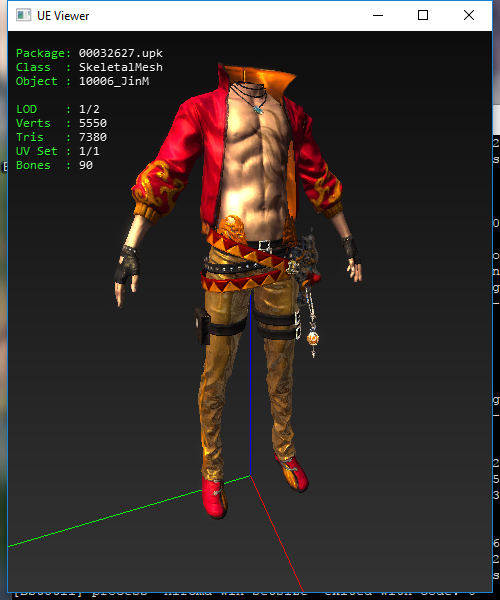 UE Viewer
Package: 00032627.upk
Class : SkeletalMesh
Object : 10006_JinM
LOD : 1/2
Verts : 5550
Tris : 7380
UV Set : 1/1
Bones : 90